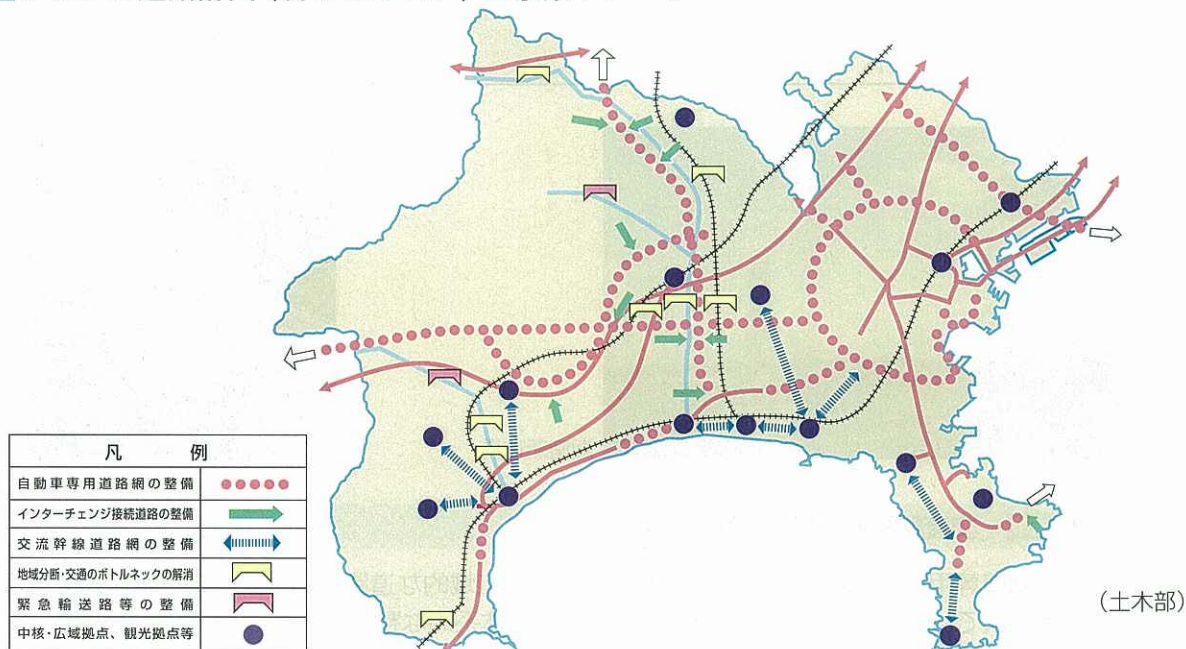 凡 例
自動車専用道路網の整備
インターチェンジ接続道路の整備
交流幹線道路網の整備
地域分断・交通のボトルネックの解消
緊急輸送路等の整備
中核・広域拠点、観光拠点等
(土木部)